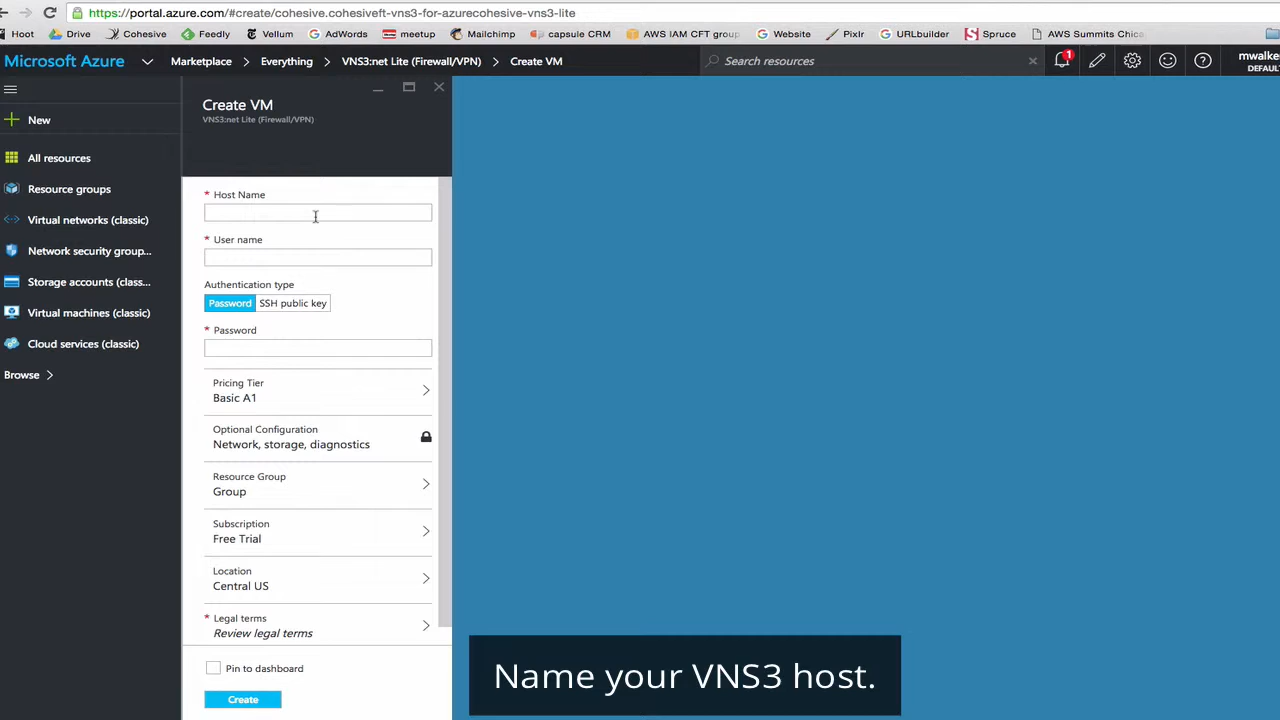 https://portal.azure.com/#create/cohesive.cohesiveft-vns3-for-azurecohesive-vns3-lite
Hoot Drive Cohesive Feedly Vellum AdWords meetup Mailchimp capsule CRM AWS IAM CFT group Website Pixlr URLbuilder Spruce AWS Summits Chica
Microsoft Azure Marketplace > Everything > VNS3:net Lite (Firewall/VPN) > Create VM Search resources 1 mwalker
DEFAUL
Create VM
VNS3:net Lite (Firewall/VPN)
New
All resources
Resource groups
Virtual networks (classic)
Network security group...
Storage accounts (class...
Virtual machines (classic)
Cloud services (classic)
Browse >
* Host Name
* User name
Authentication type
Password SSH public key
* Password
Pricing Tier
Basic A1
Optional Configuration
Network, storage, diagnostics
Resource Group
Group
Subscription
Free Trial
Location
Central US
* Legal terms
Review legal terms
Pin to dashboard
Create
Name your VNS3 host.